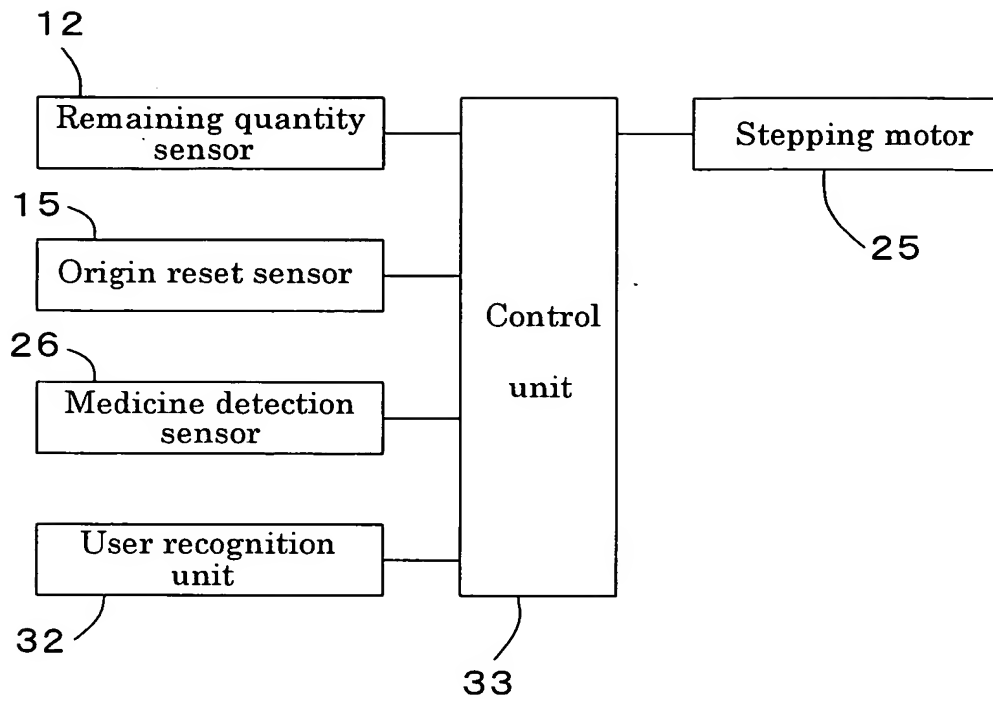 12
Remaining quantity
sensor
15
Origin reset sensor
26
Medicine detection
sensor
User recognition
unit
32
Control
unit
33
Stepping motor
25